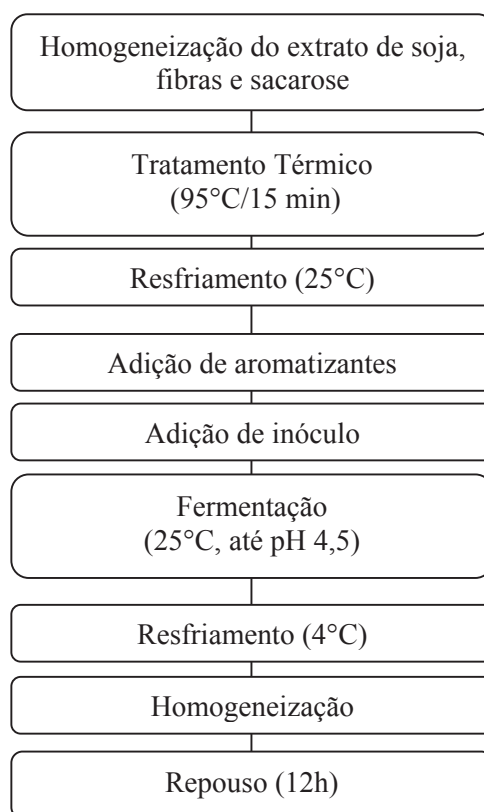 Homogeneização do extrato de soja,
fibras e sacarose
Tratamento Térmico
(95°C/15 min)
Resfriamento (25°C)
Adição de aromatizantes
Adição de inóculo
Fermentação
(25°C, até pH 4,5)
Resfriamento (4°C)
Homogeneização
Repouso (12h)